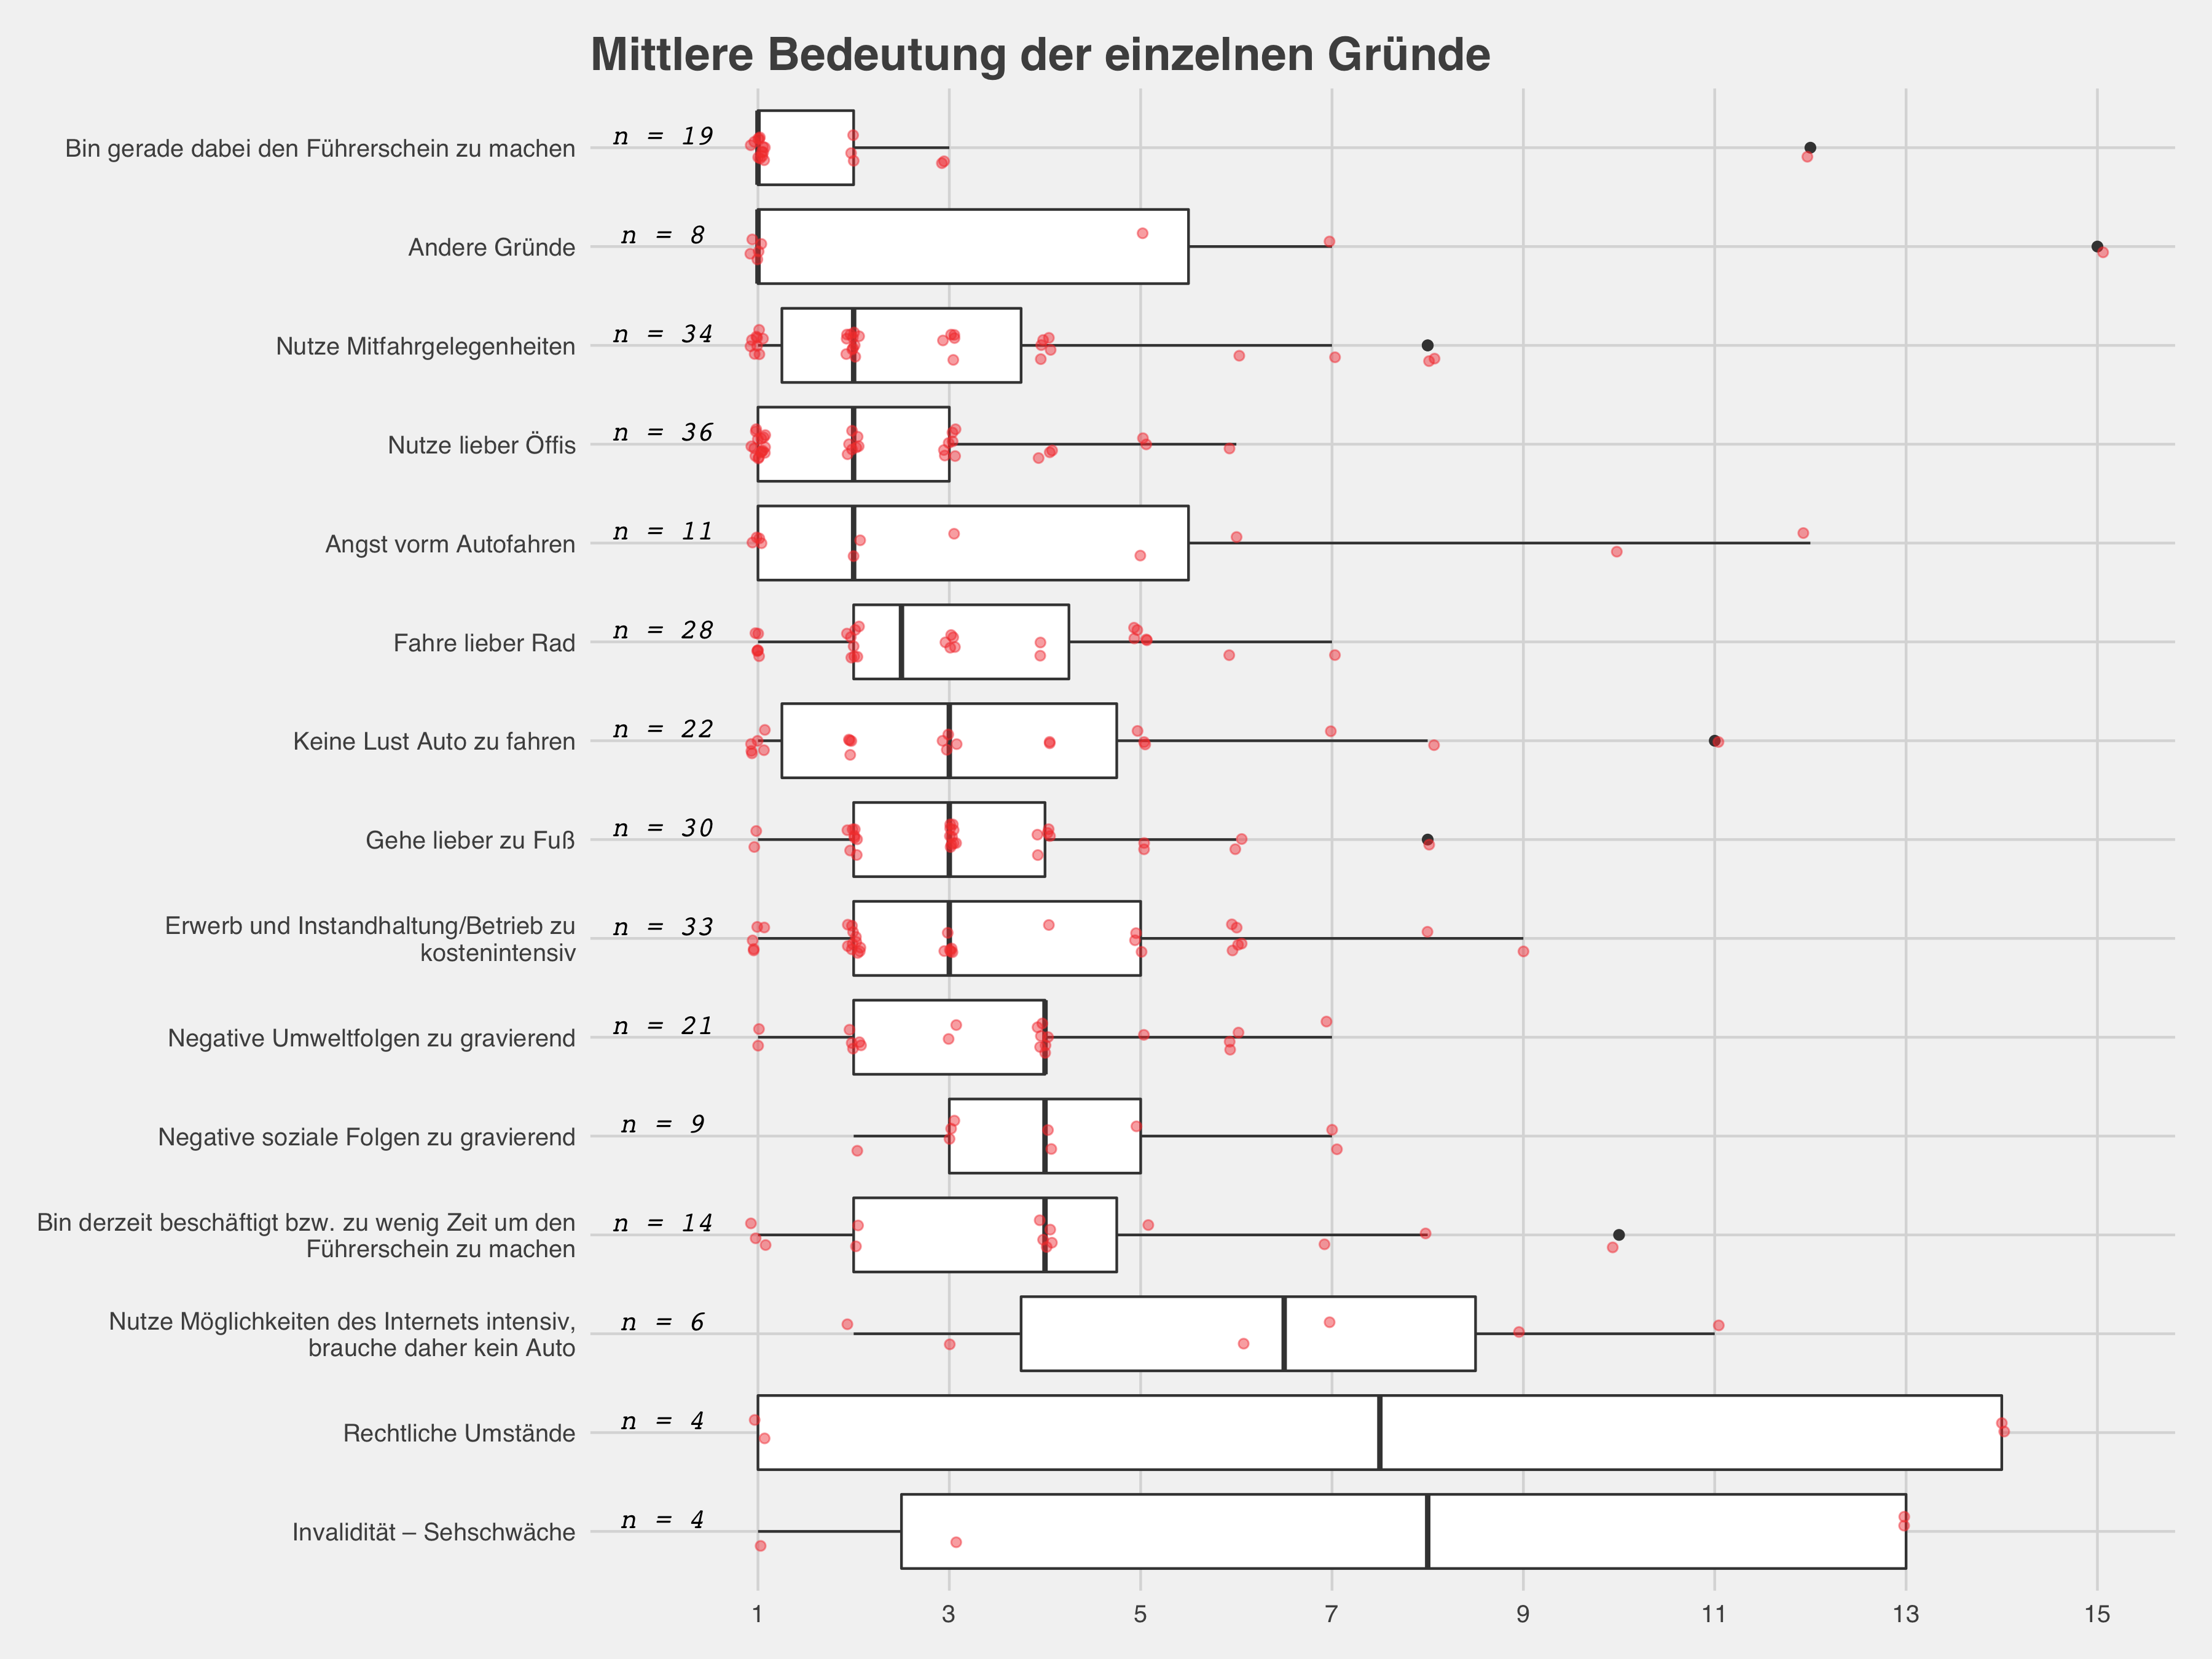 Mittlere Bedeutung der einzelnen Gründe
Bin gerade dabei den Führerschein zu machen n = 19
Andere Gründe n = 8
Nutze Mitfahrgelegenheiten n = 34
Nutze lieber Öffis n = 36
Angst vorm Autofahren n = 11
Fahre lieber Rad n = 28
Keine Lust Auto zu fahren n = 22
Gehe lieber zu Fuß n = 30
Erwerb und Instandhaltung/Betrieb zu n = 33
kostenintensiv
Negative Umweltfolgen zu gravierend n = 21
Negative soziale Folgen zu gravierend n = 9
Bin derzeit beschäftigt bzw. zu wenig Zeit um den n = 14
Führerschein zu machen
Nutze Möglichkeiten des Internets intensiv, n = 6
brauche daher kein Auto
Rechtliche Umstände n = 4
Invalidität – Sehschwäche n = 4
1 3 5 7 9 11 13 15